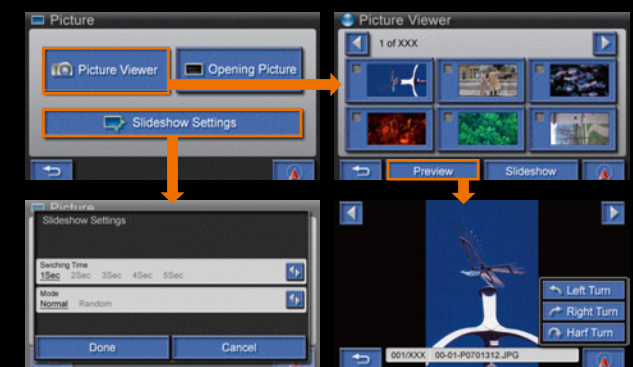 Picture
Picture Viewer
Opening Picture
Slideshow Settings
Picture Viewer
1 of XXX
Preview
Slideshow
Picture
Slideshow Settings
Swiching Time
1Sec 2Sec 3Sec 4Sec 5Sec
Mode
Normal Random
Done
Cancel
Left Turn
Right Turn
Harf Turn
001/XXX 00-01-P0701312.JPG